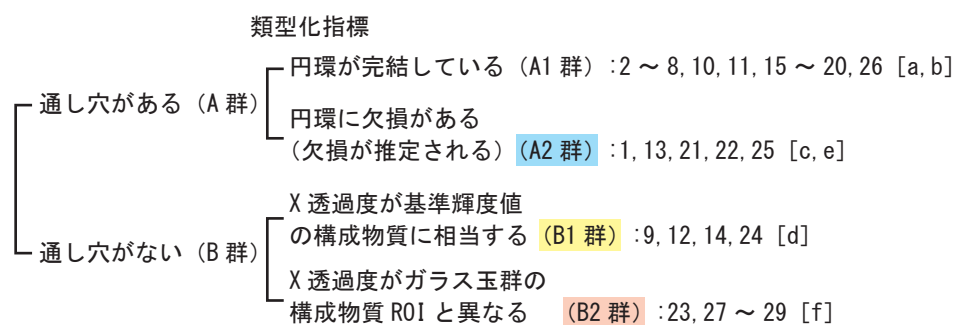 類型化指標
通し穴がある（A 群）
円環が完結している（A1 群）:2 ～ 8, 10, 11, 15 ～ 20, 26 [a, b]
円環に欠損がある
(欠損が推定される）（A2 群）:1, 13, 21, 22, 25 [c, e]
通し穴がない（B 群）
X 透過度が基準輝度値
の構成物質に相当する（B1 群）:9, 12, 14, 24 [d]
X 透過度がガラス玉群の
構成物質 ROI と異なる （B2 群）:23, 27 ～ 29 [f]